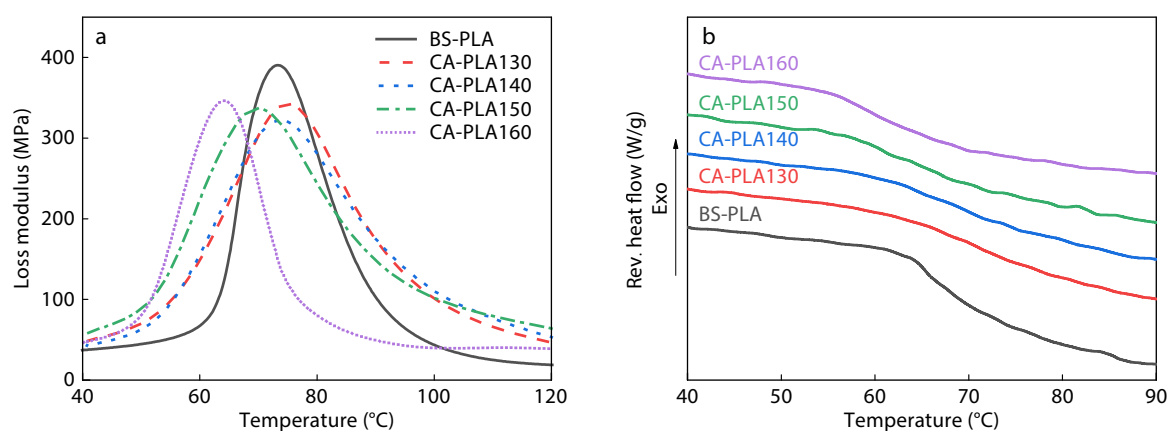 a
Loss modulus (MPa)
400
300
200
100
0
BS-PLA
CA-PLA130
CA-PLA140
CA-PLA150
CA-PLA160
40
60
80
100
120
Temperature (°C)
b
Rev. heat flow (W/g)
Exo
CA-PLA160
CA-PLA150
CA-PLA140
CA-PLA130
BS-PLA
40
50
60
70
80
90
Temperature (°C)